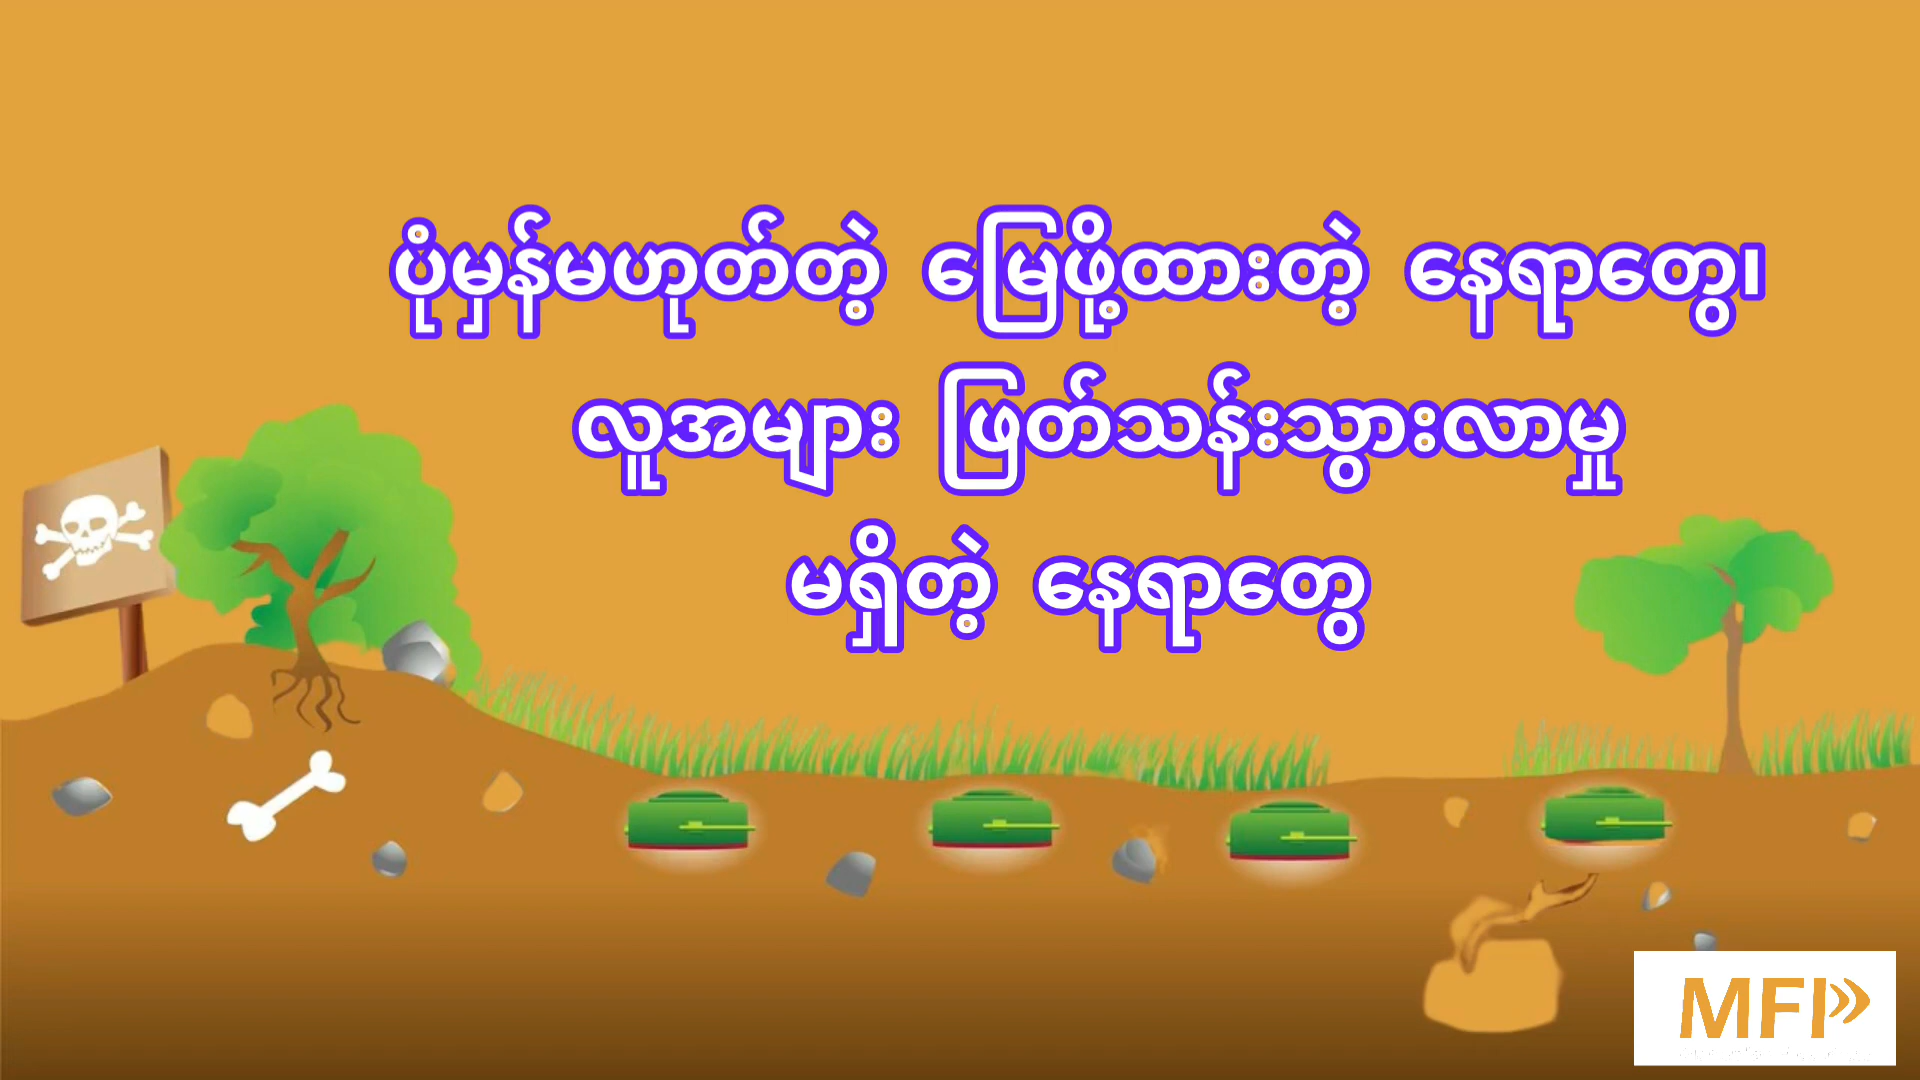 ပုံမှန်မဟုတ်တဲ့ မြေဖို့ထားတဲ့ နေရာတွေ၊
လူအများ ဖြတ်သန်းသွားလာမှု
မရှိတဲ့ နေရာတွေ
MFI